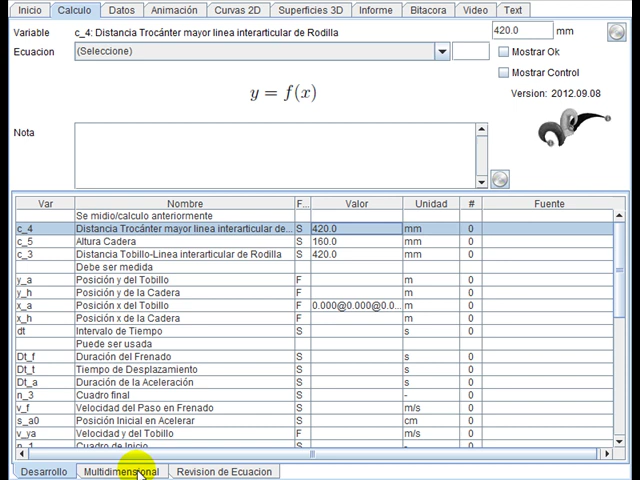 Inicio Calculo Datos Animación Curvas 2D Superficies 3D Informe Bitacora Video Text
Variable c_4: Distancia Trocánter mayor linea interarticular de Rodilla 420.0 mm
Ecuacion (Seleccione) Mostrar Ok
Mostrar Control
y = f(x) Version: 2012.09.08
Nota
Var Nombre F... Valor Unidad # Fuente
Se midio/calculo anteriormente
c_4 Distancia Trocánter mayor linea interarticular de... S 420.0 mm 0
c_5 Altura Cadera S 160.0 mm 0
c_3 Distancia Tobillo-Linea interarticular de Rodilla S 420.0 mm 0
Debe ser medida
y_a Posición y del Tobillo F m 0
y_h Posición y de la Cadera F m 0
x_a Posición x del Tobillo F 0.000@0.000@0.0... m 0
x_h Posición x de la Cadera F m 0
dt Intervalo de Tiempo S s 0
Puede ser usada
Dt_f Duración del Frenado S s 0
Dt_t Tiempo de Desplazamiento S s 0
Dt_a Duración de la Aceleración S s 0
n_3 Cuadro final S - 0
v_f Velocidad del Paso en Frenado S m/s 0
s_a0 Posición Inicial en Acelerar S cm 0
v_ya Velocidad y del Tobillo F m/s 0
n_1 Cuadro de Inicio S - 0
Desarrollo Multidimensional Revision de Ecuacion